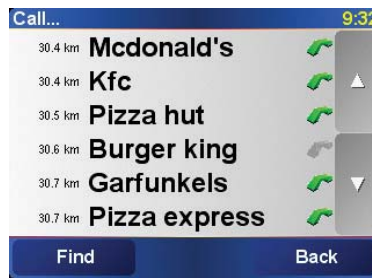 Call... 9:32
30.4 km Mcdonald's
30.4 km Kfc
30.5 km Pizza hut
30.6 km Burger king
30.7 km Garfunkels
30.7 km Pizza express
Find Back